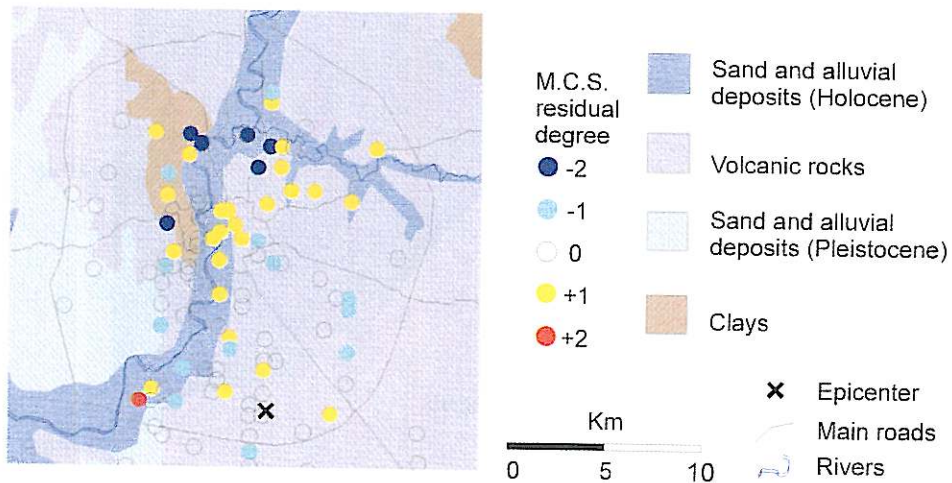 M.C.S.
residual
degree
-2
-1
0
+1
+2
Sand and alluvial
deposits (Holocene)
Volcanic rocks
Sand and alluvial
deposits (Pleistocene)
Clays
Epicenter
Main roads
Rivers
Km
0 5 10